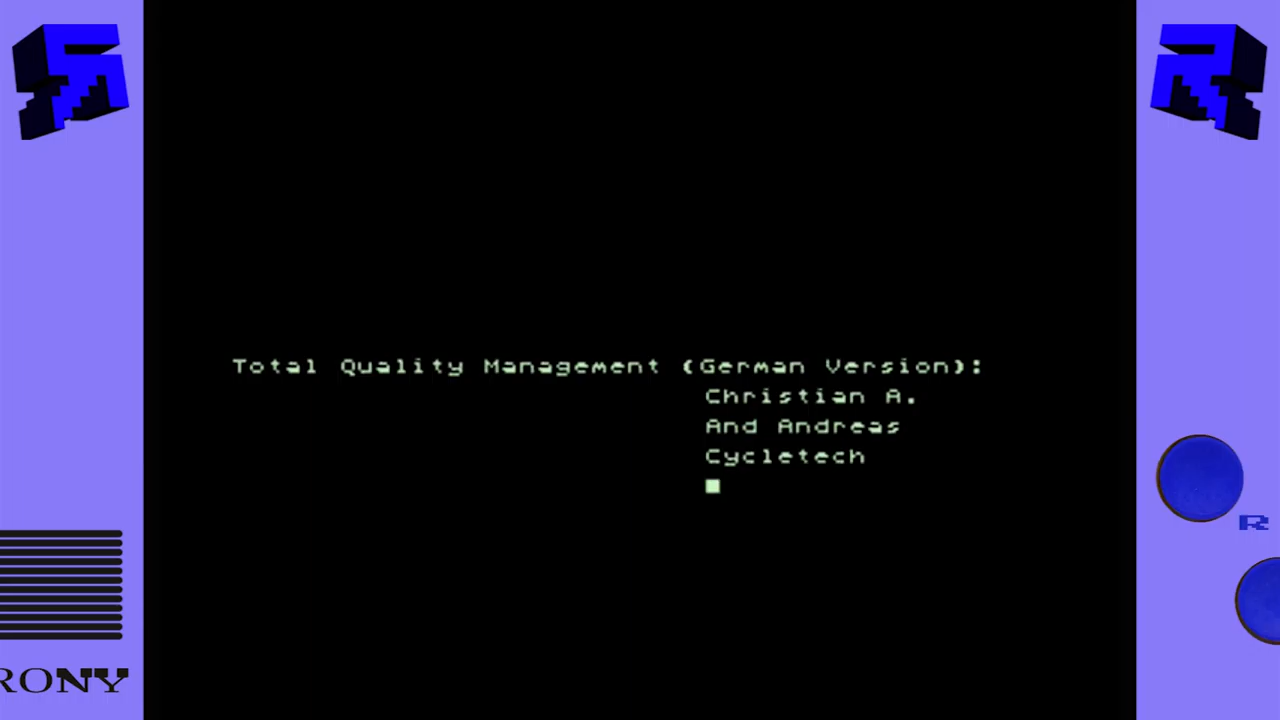 Total Quality Management (German Version):
Christian A.
And Andreas
Cycletech
R
RONY